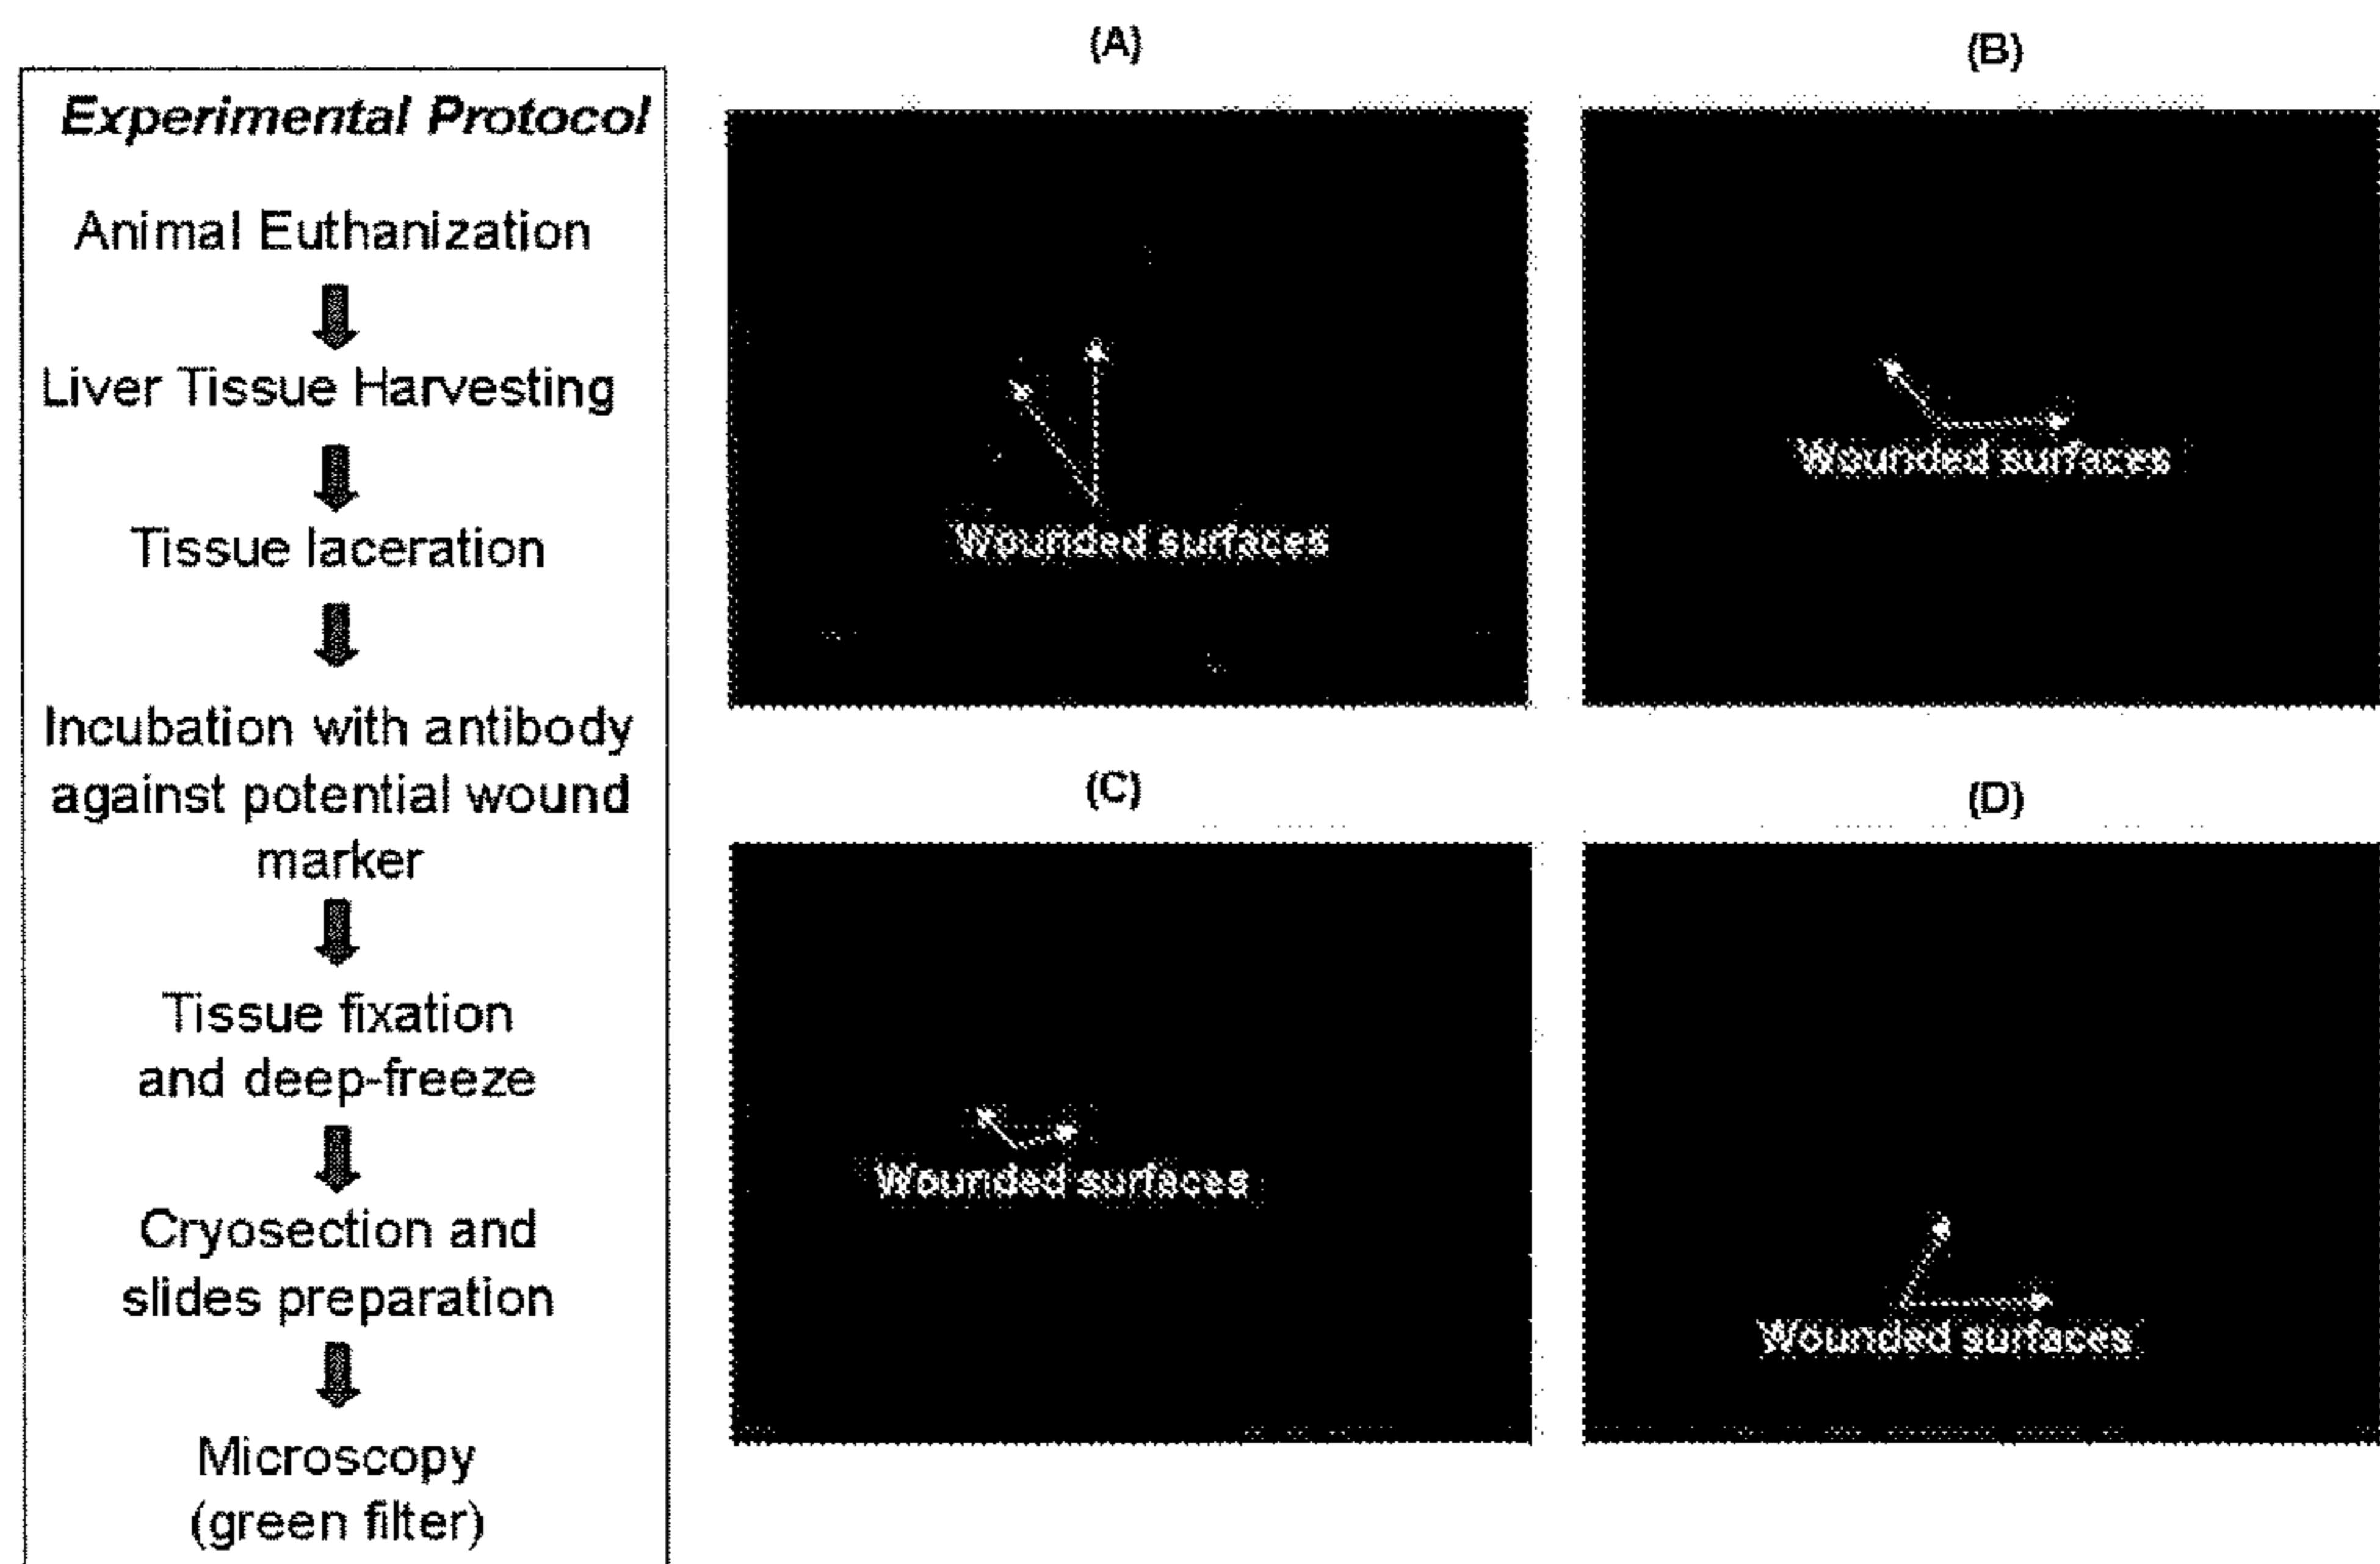 Experimental Protocol
Animal Euthanization
Liver Tissue Harvesting
Tissue laceration
Incubation with antibody
against potential wound
marker
Tissue fixation
and deep-freeze
Cryosection and
slides preparation
Microscopy
(green filter)
(A)
Wounded surfaces
(B)
Wounded surfaces
(C)
Wounded surfaces
(D)
Wounded surfaces